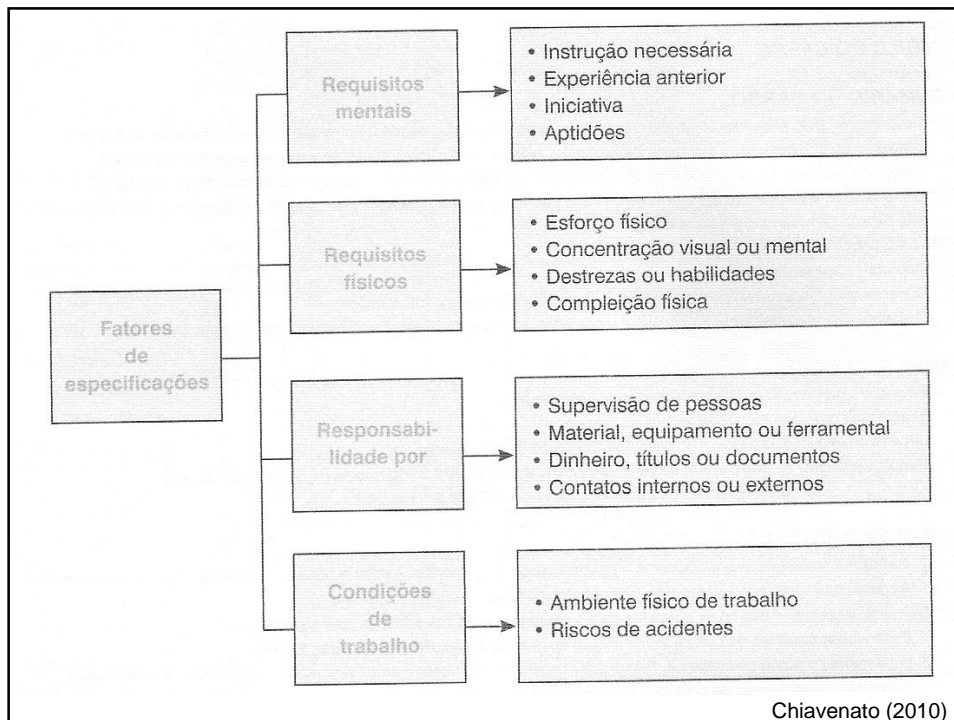 Requisitos
mentais
• Instrução necessária
• Experiência anterior
• Iniciativa
• Aptidões
Requisitos
físicos
• Esforço físico
• Concentração visual ou mental
• Destrezas ou habilidades
• Compleição física
Fatores
de
especificações
Responsabi-
lidade por
• Supervisão de pessoas
• Material, equipamento ou ferramental
• Dinheiro, títulos ou documentos
• Contatos internos ou externos
Condições
de
trabalho
• Ambiente físico de trabalho
• Riscos de acidentes
Chiavenato (2010)